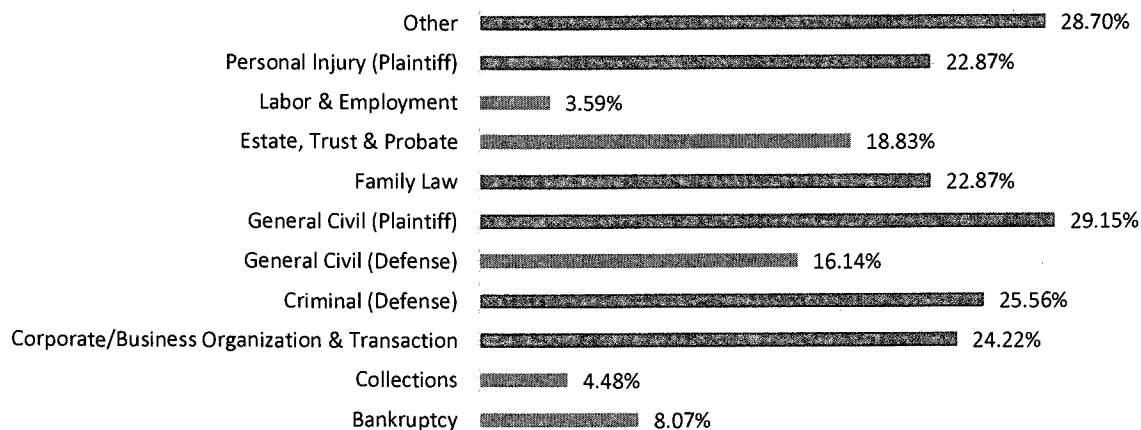 Other 28.70%
Personal Injury (Plaintiff) 22.87%
Labor & Employment 3.59%
Estate, Trust & Probate 18.83%
Family Law 22.87%
General Civil (Plaintiff) 29.15%
General Civil (Defense) 16.14%
Criminal (Defense) 25.56%
Corporate/Business Organization & Transaction 24.22%
Collections 4.48%
Bankruptcy 8.07%